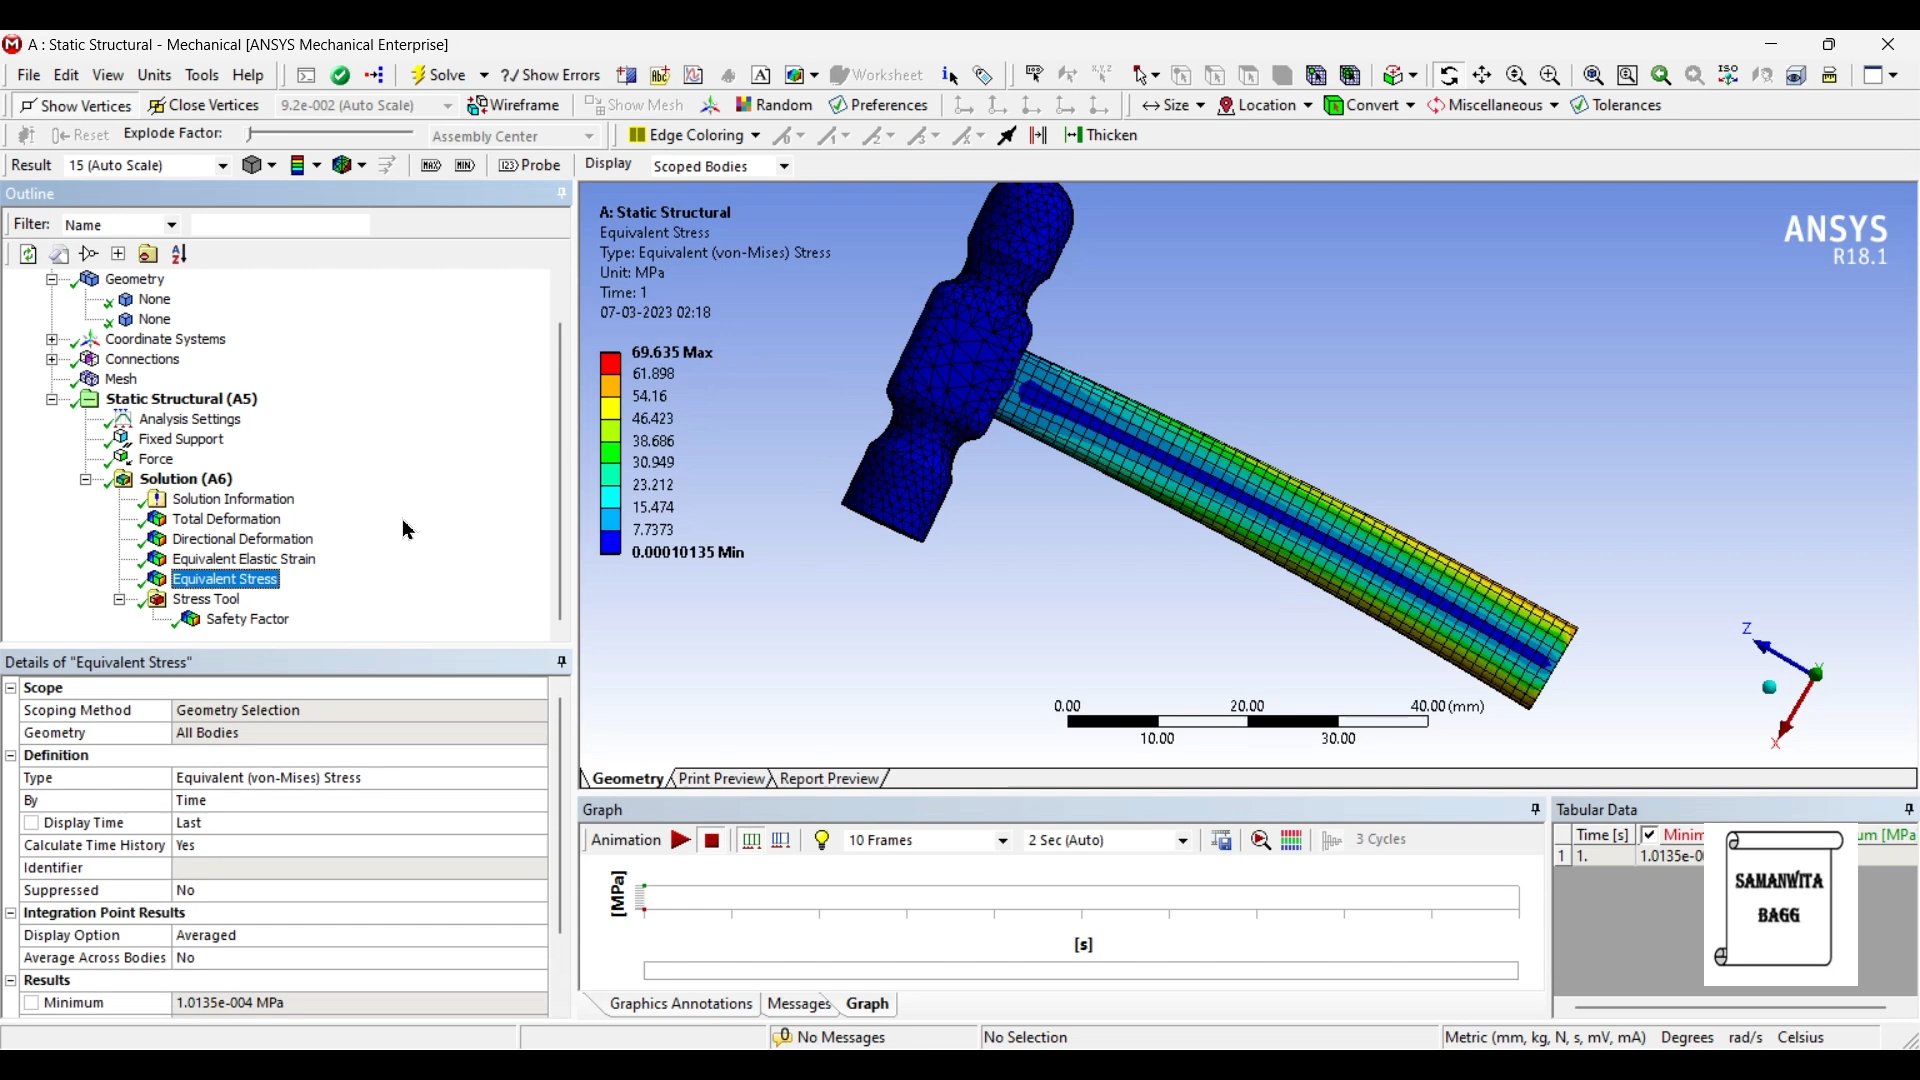 A : Static Structural - Mechanical [ANSYS Mechanical Enterprise]
File Edit View Units Tools Help Solve ?/ Show Errors Worksheet
Show Vertices Close Vertices 9.2e-002 (Auto Scale) Wireframe Show Mesh Random Preferences Size Location Convert Miscellaneous Tolerances
Reset Explode Factor: Assembly Center Edge Coloring Thicken
Result 15 (Auto Scale) MAX MIN Probe Display Scoped Bodies
Outline
Filter: Name
Geometry
None
None
Coordinate Systems
Connections
Mesh
Static Structural (A5)
Analysis Settings
Fixed Support
Force
Solution (A6)
Solution Information
Total Deformation
Directional Deformation
Equivalent Elastic Strain
Equivalent Stress
Stress Tool
Safety Factor
Details of "Equivalent Stress"
Scope
Scoping Method Geometry Selection
Geometry All Bodies
Definition
Type Equivalent (von-Mises) Stress
By Time
Display Time Last
Calculate Time History Yes
Identifier
Suppressed No
Integration Point Results
Display Option Averaged
Average Across Bodies No
Results
Minimum 1.0135e-004 MPa
A: Static Structural
Equivalent Stress
Type: Equivalent (von-Mises) Stress
Unit: MPa
Time: 1
07-03-2023 02:18
69.635 Max
61.898
54.16
46.423
38.686
30.949
23.212
15.474
7.7373
0.00010135 Min
ANSYS
R18.1
0.00 20.00 40.00 (mm)
10.00 30.00
Z
Y
X
Geometry Print Preview Report Preview
Graph
Animation 10 Frames 2 Sec (Auto) 3 Cycles
[MPa]
[s]
Graphics Annotations Messages Graph
Tabular Data
Time [s] Minim um [MPa
1 1. 1.0135e-0
SAMANWITA
BAGG
0 No Messages No Selection Metric (mm, kg, N, s, mV, mA) Degrees rad/s Celsius